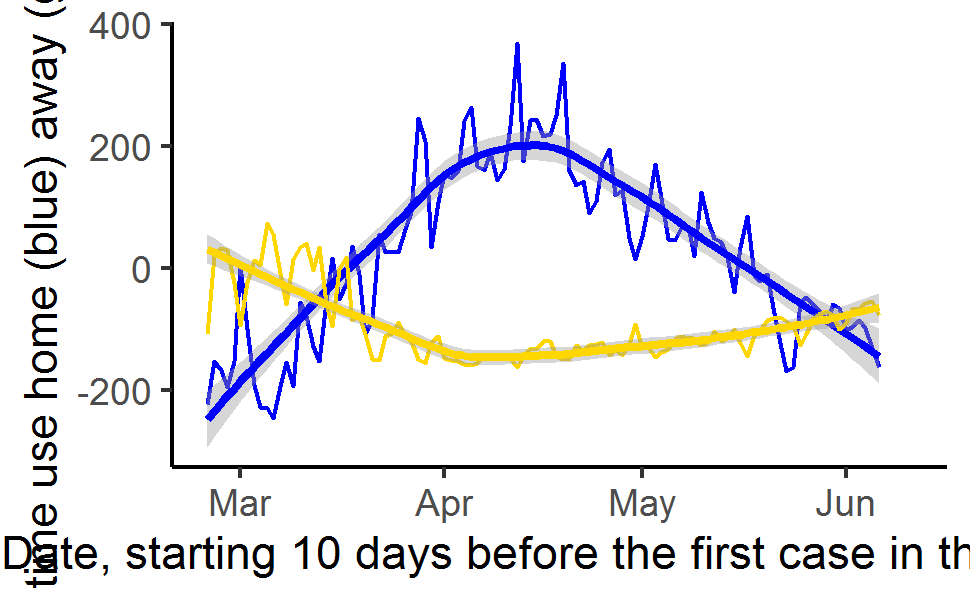 time use home (blue) away (
400
200
0
-200
Mar Apr May Jun
Date, starting 10 days before the first case in th